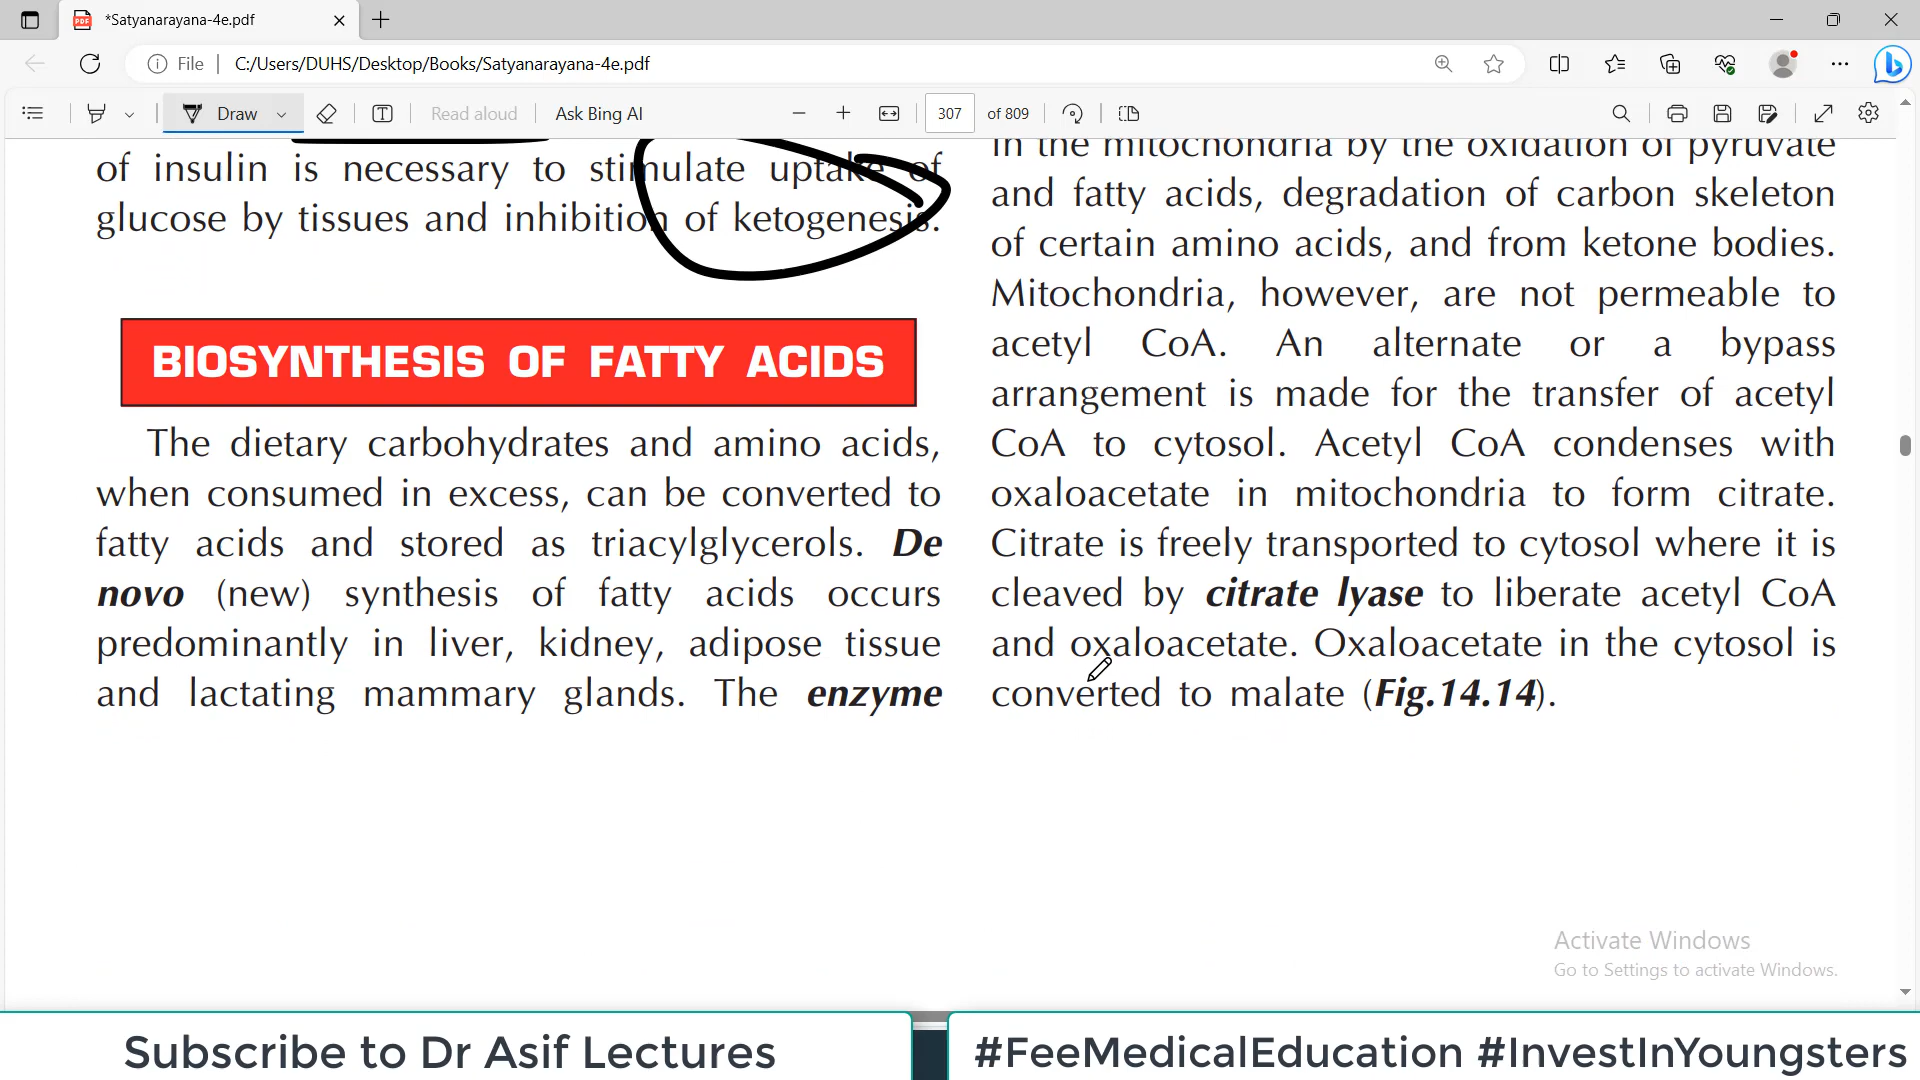 *Satyanarayana-4e.pdf
File
C:/Users/DUHS/Desktop/Books/Satyanarayana-4e.pdf
Draw
Read aloud
Ask Bing AI
307
of 809
of insulin is necessary to stimulate uptake of
glucose by tissues and inhibition of ketogenesis.
BIOSYNTHESIS OF FATTY ACIDS
The dietary carbohydrates and amino acids,
when consumed in excess, can be converted to
fatty acids and stored as triacylglycerols. De
novo (new) synthesis of fatty acids occurs
predominantly in liver, kidney, adipose tissue
and lactating mammary glands. The enzyme
in the mitochondria by the oxidation of pyruvate
and fatty acids, degradation of carbon skeleton
of certain amino acids, and from ketone bodies.
Mitochondria, however, are not permeable to
acetyl CoA. An alternate or a bypass
arrangement is made for the transfer of acetyl
CoA to cytosol. Acetyl CoA condenses with
oxaloacetate in mitochondria to form citrate.
Citrate is freely transported to cytosol where it is
cleaved by citrate lyase to liberate acetyl CoA
and oxaloacetate. Oxaloacetate in the cytosol is
converted to malate (Fig.14.14).
Activate Windows
Go to Settings to activate Windows.
Subscribe to Dr Asif Lectures
#FeeMedicalEducation #InvestInYoungsters